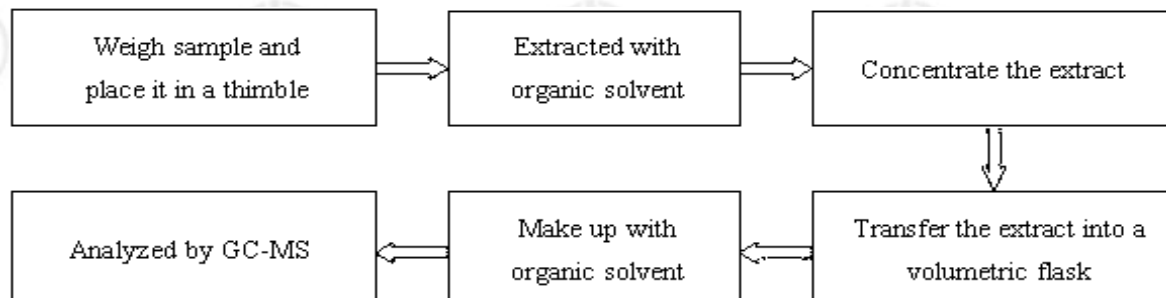 Weigh sample and
place it in a thimble
Extracted with
organic solvent
Concentrate the extract
Transfer the extract into a
volumetric flask
Make up with
organic solvent
Analyzed by GC-MS